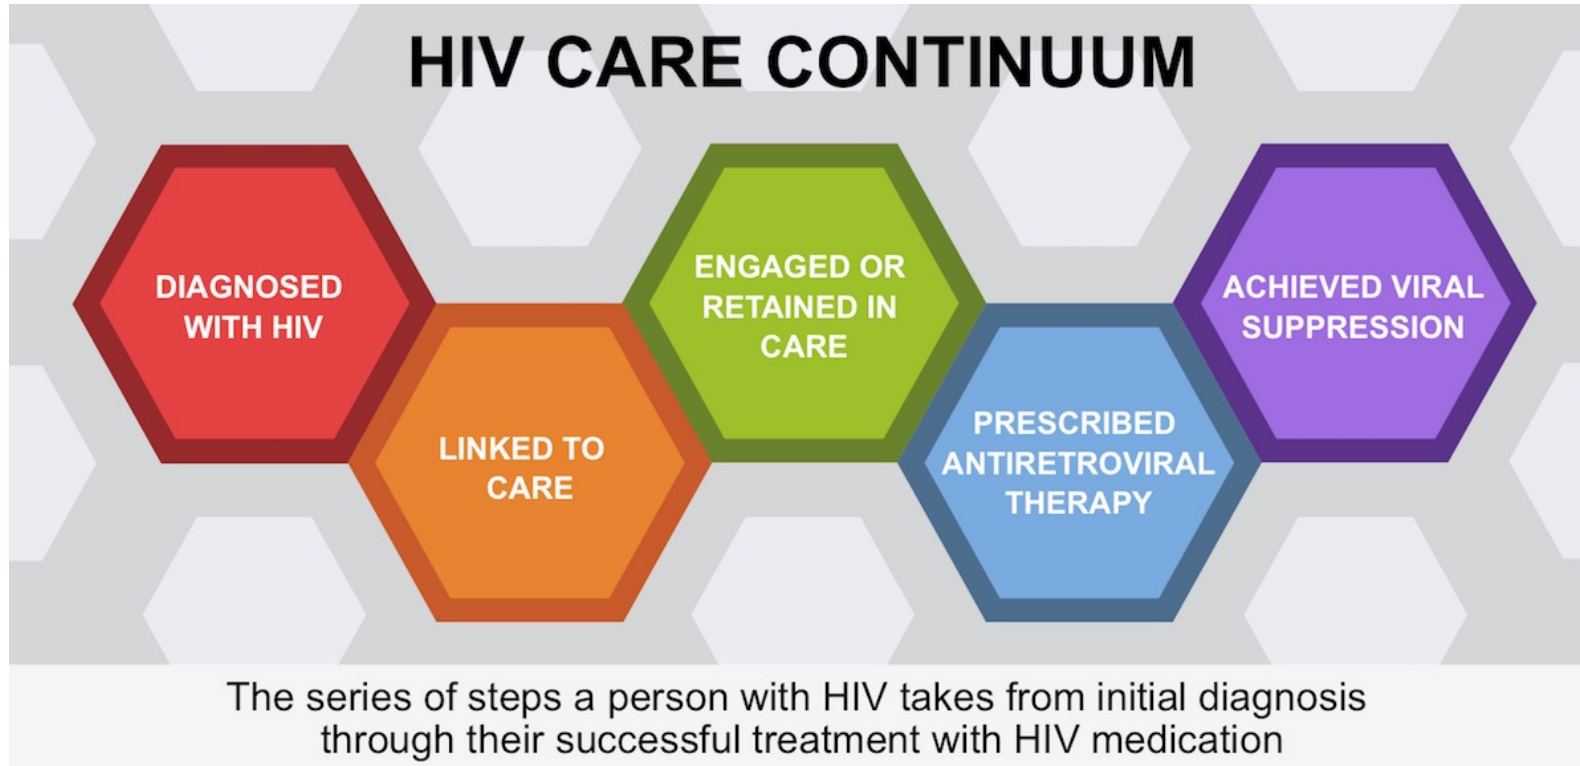 HIV CARE CONTINUUM
DIAGNOSED
WITH HIV
LINKED TO
CARE
ENGAGED OR
RETAINED IN
CARE
PRESCRIBED
ANTIRETROVIRAL
THERAPY
ACHIEVED VIRAL
SUPPRESSION
The series of steps a person with HIV takes from initial diagnosis
through their successful treatment with HIV medication